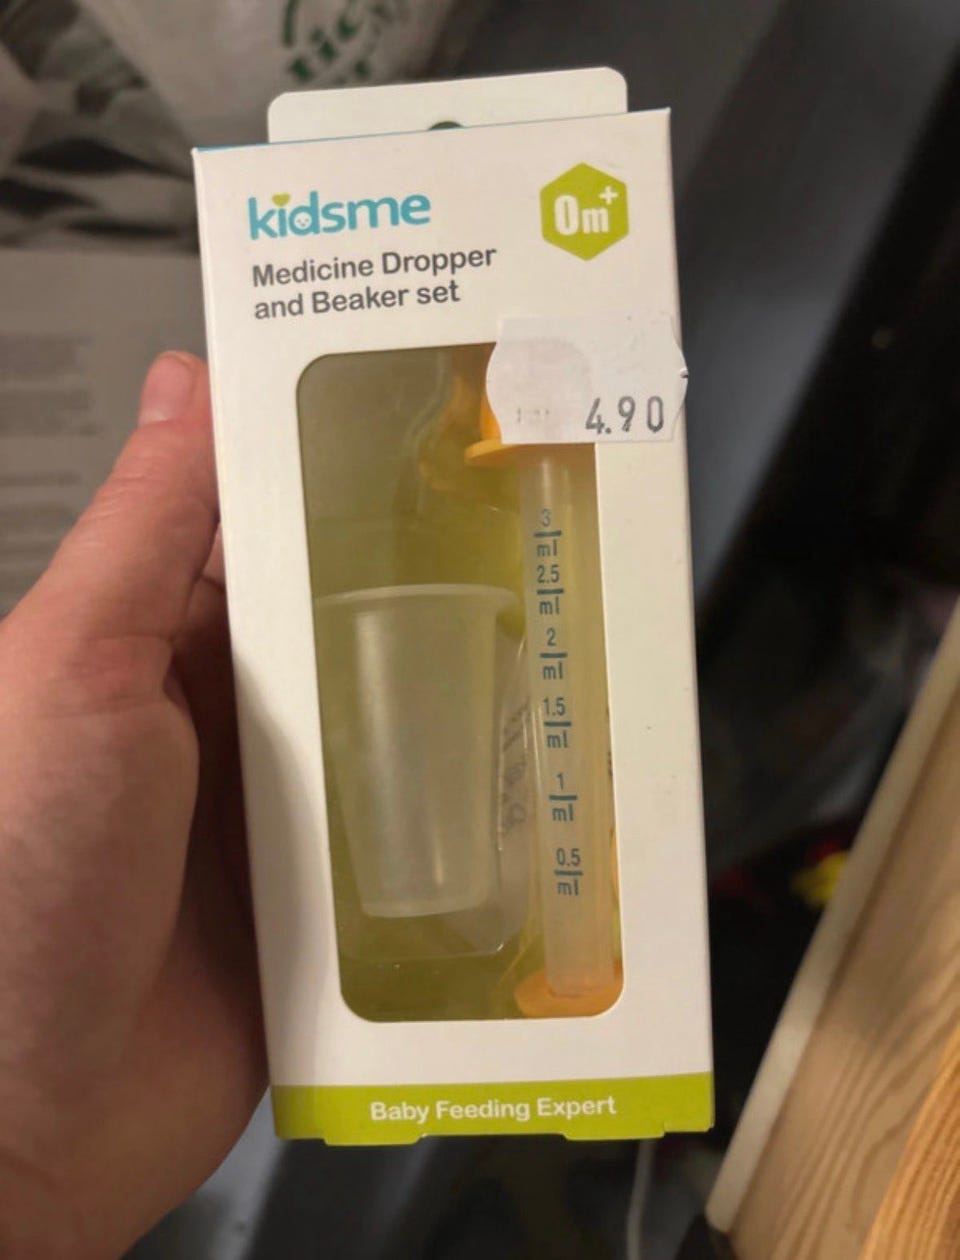 kidsme
0m+
Medicine Dropper
and Beaker set
4.90
3
ml
2.5
ml
2
ml
1.5
ml
1
ml
0.5
ml
Baby Feeding Expert